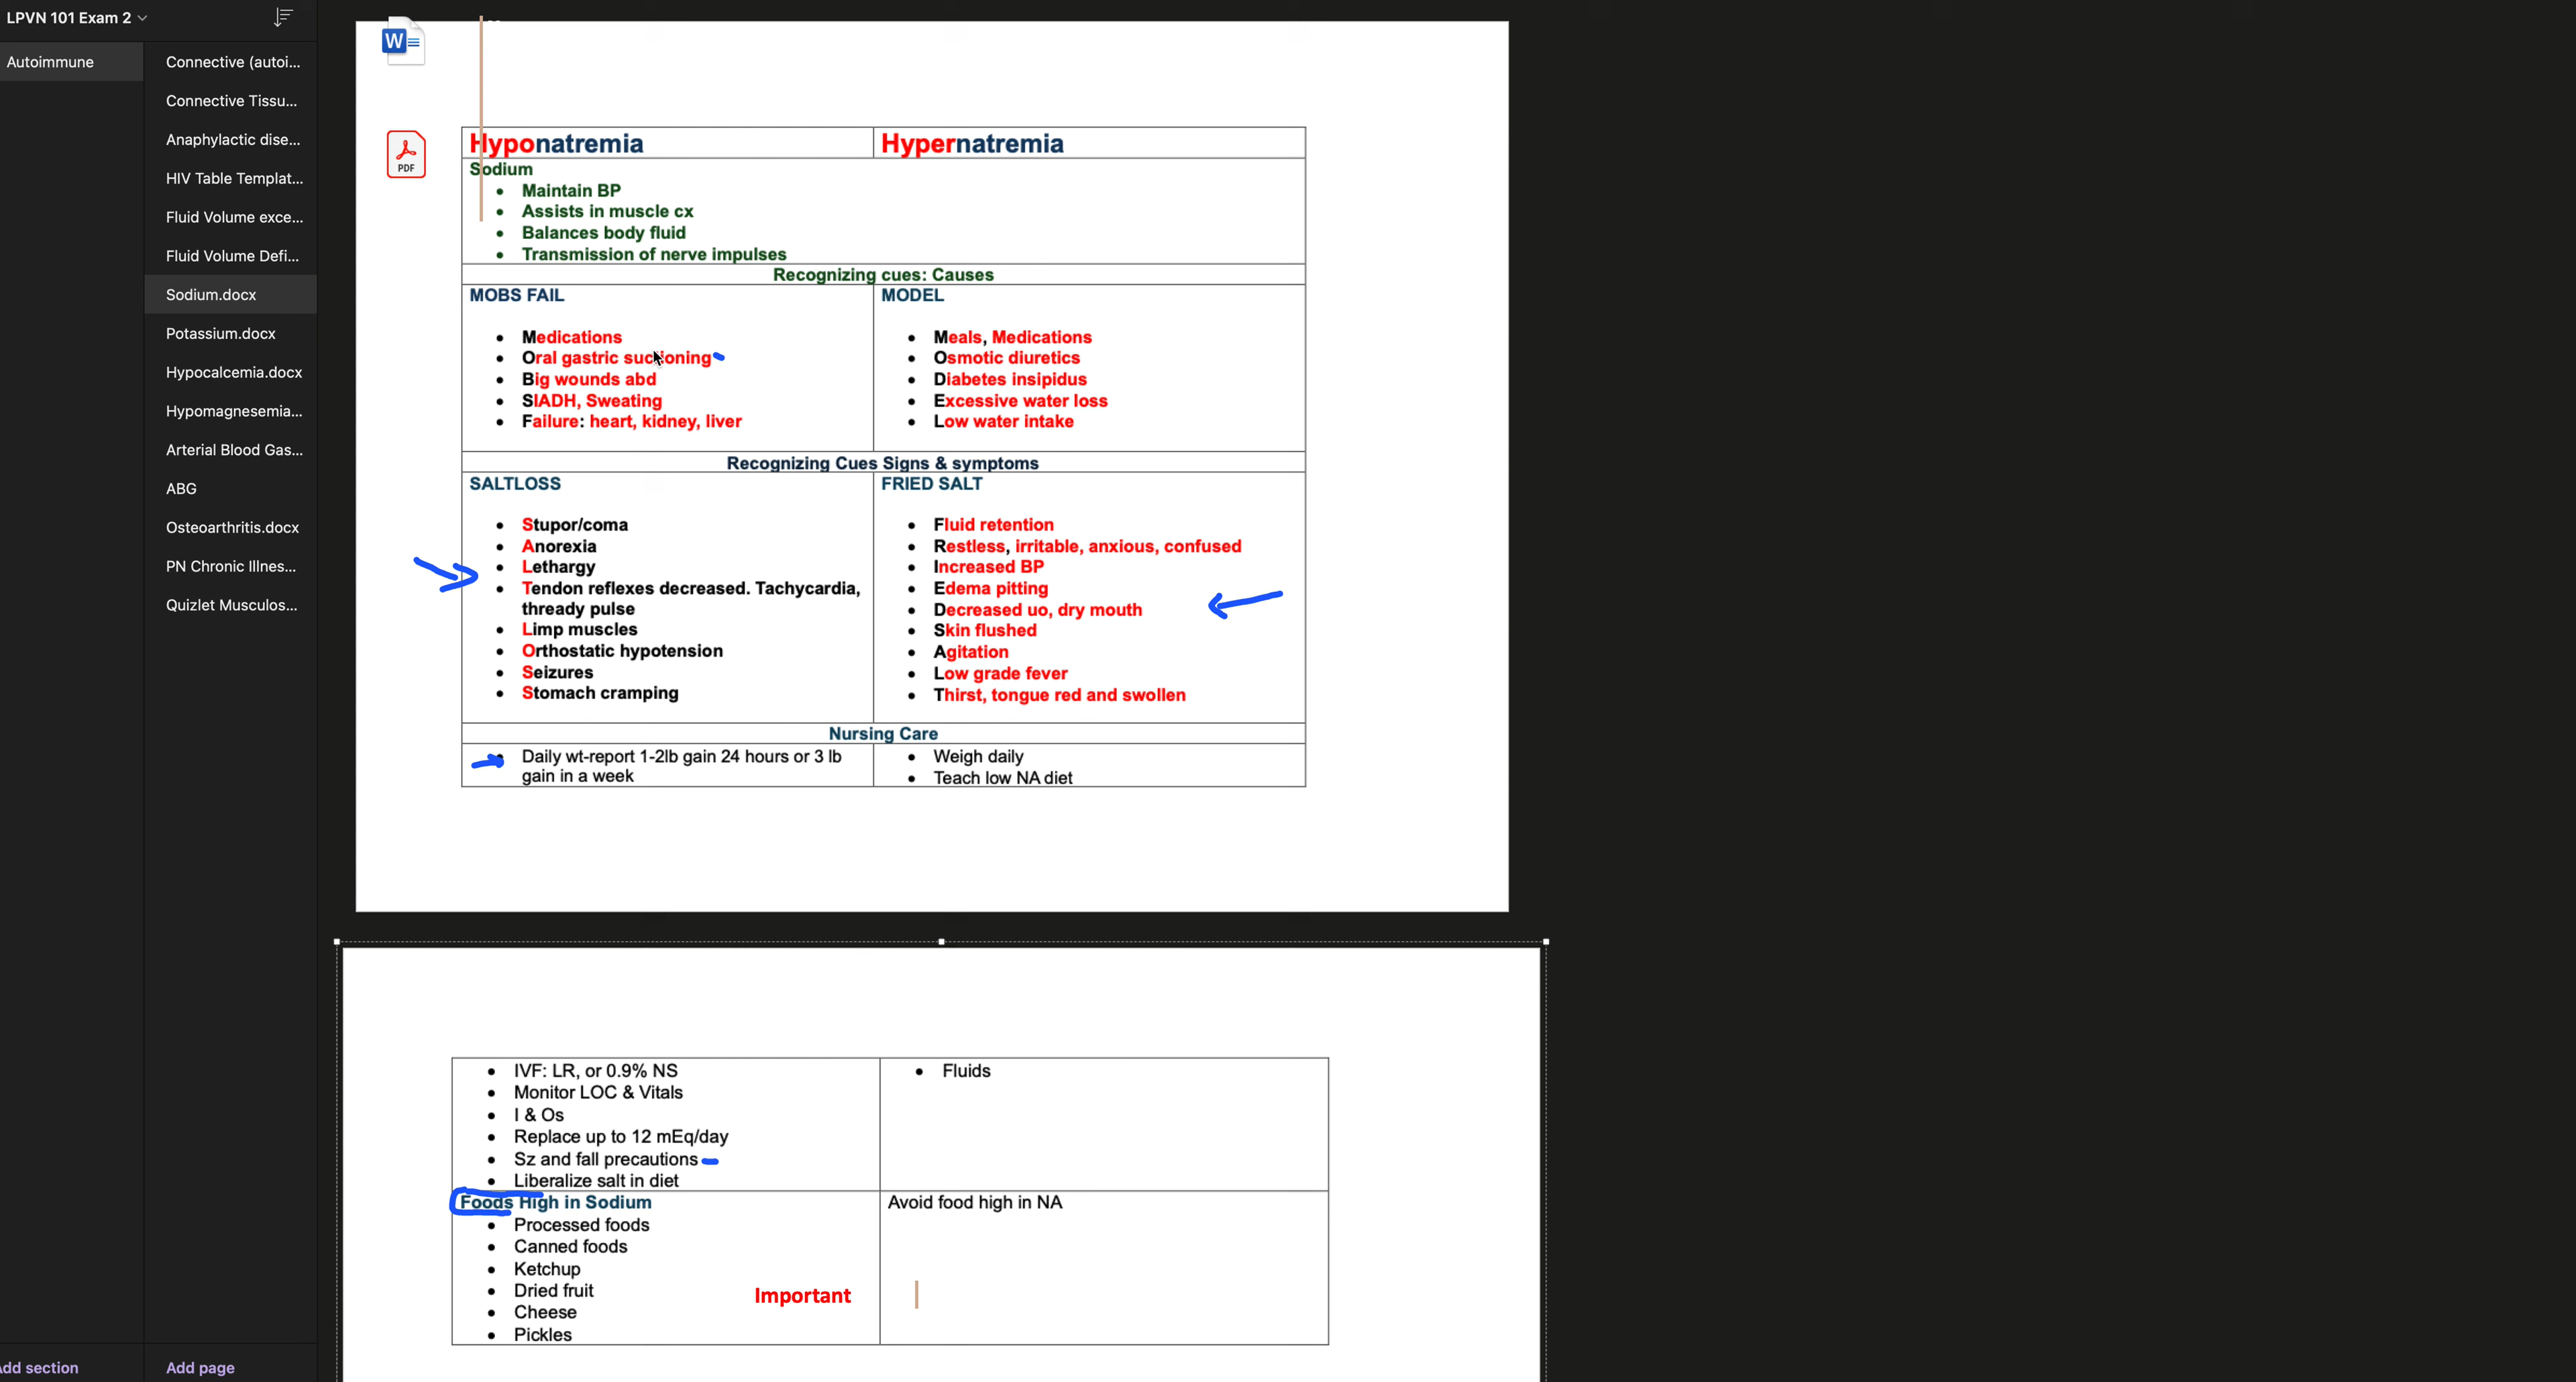 LPVN 101 Exam 2
Autoimmune
Connective (autoi...
Connective Tissu...
Anaphylactic dise...
HIV Table Templat...
Fluid Volume exce...
Fluid Volume Defi...
Sodium.docx
Potassium.docx
Hypocalcemia.docx
Hypomagnesemia...
Arterial Blood Gas...
ABG
Osteoarthritis.docx
PN Chronic Illnes...
Quizlet Musculos...
dd section
Add page
W
PDF
Hyponatremia
Hypernatremia
Sodium
• Maintain BP
• Assists in muscle cx
• Balances body fluid
• Transmission of nerve impulses
Recognizing cues: Causes
MOBS FAIL
• Medications
• Oral gastric suctioning
• Big wounds abd
• SIADH, Sweating
• Failure: heart, kidney, liver
MODEL
• Meals, Medications
• Osmotic diuretics
• Diabetes insipidus
• Excessive water loss
• Low water intake
Recognizing Cues Signs & symptoms
SALTLOSS
• Stupor/coma
• Anorexia
• Lethargy
• Tendon reflexes decreased. Tachycardia,
thready pulse
• Limp muscles
• Orthostatic hypotension
• Seizures
• Stomach cramping
FRIED SALT
• Fluid retention
• Restless, irritable, anxious, confused
• Increased BP
• Edema pitting
• Decreased uo, dry mouth
• Skin flushed
• Agitation
• Low grade fever
• Thirst, tongue red and swollen
Nursing Care
• Daily wt-report 1-2lb gain 24 hours or 3 lb
gain in a week
• Weigh daily
• Teach low NA diet
• IVF: LR, or 0.9% NS
• Monitor LOC & Vitals
• I & Os
• Replace up to 12 mEq/day
• Sz and fall precautions
• Liberalize salt in diet
• Fluids
Foods High in Sodium
• Processed foods
• Canned foods
• Ketchup
• Dried fruit
• Cheese
• Pickles
Important
Avoid food high in NA